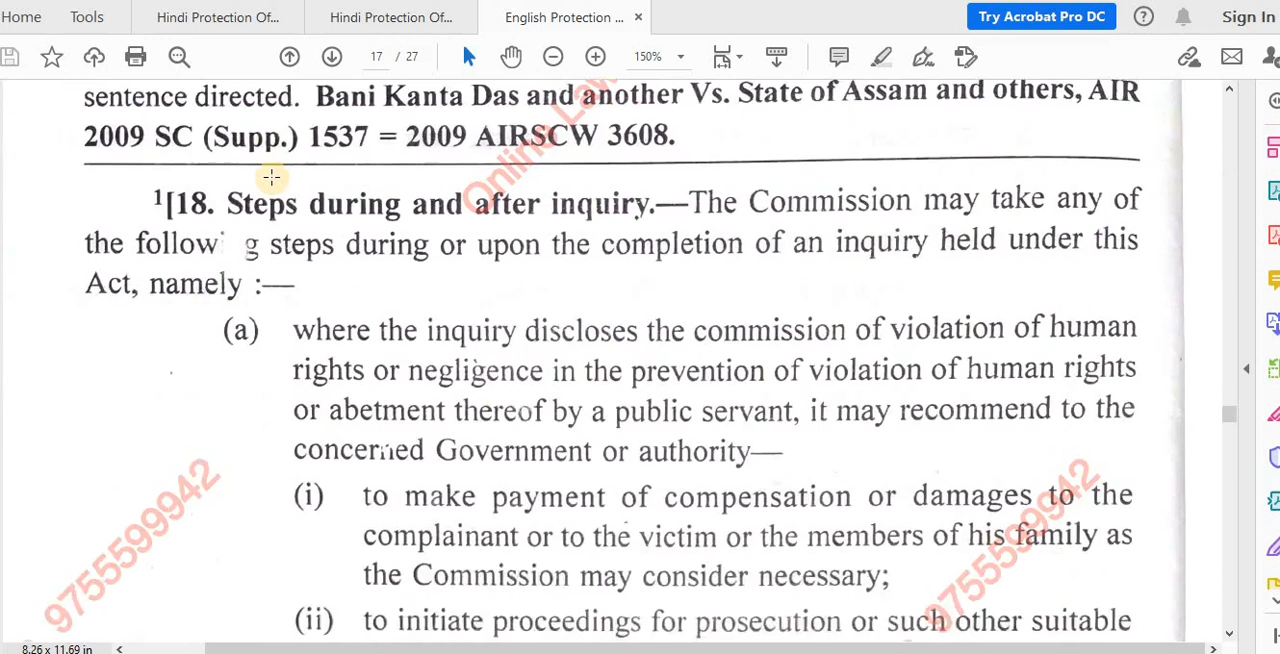 Home Tools Hindi Protection Of... Hindi Protection Of... English Protection ... × Try Acrobat Pro DC Sign In
17 / 27 150%
sentence directed. Bani Kanta Das and another Vs. State of Assam and others, AIR
2009 SC (Supp.) 1537 = 2009 AIRSCW 3608.
Online Law
1[18. Steps during and after inquiry.—The Commission may take any of
the follow g steps during or upon the completion of an inquiry held under this
Act, namely :—
(a) where the inquiry discloses the commission of violation of human
rights or negligence in the prevention of violation of human rights
or abetment thereof by a public servant, it may recommend to the
concerned Government or authority—
(i) to make payment of compensation or damages to the
complainant or to the victim or the members of his family as
the Commission may consider necessary;
(ii) to initiate proceedings for prosecution or such other suitable
9755599942
9755599942
8.26 x 11.69 in